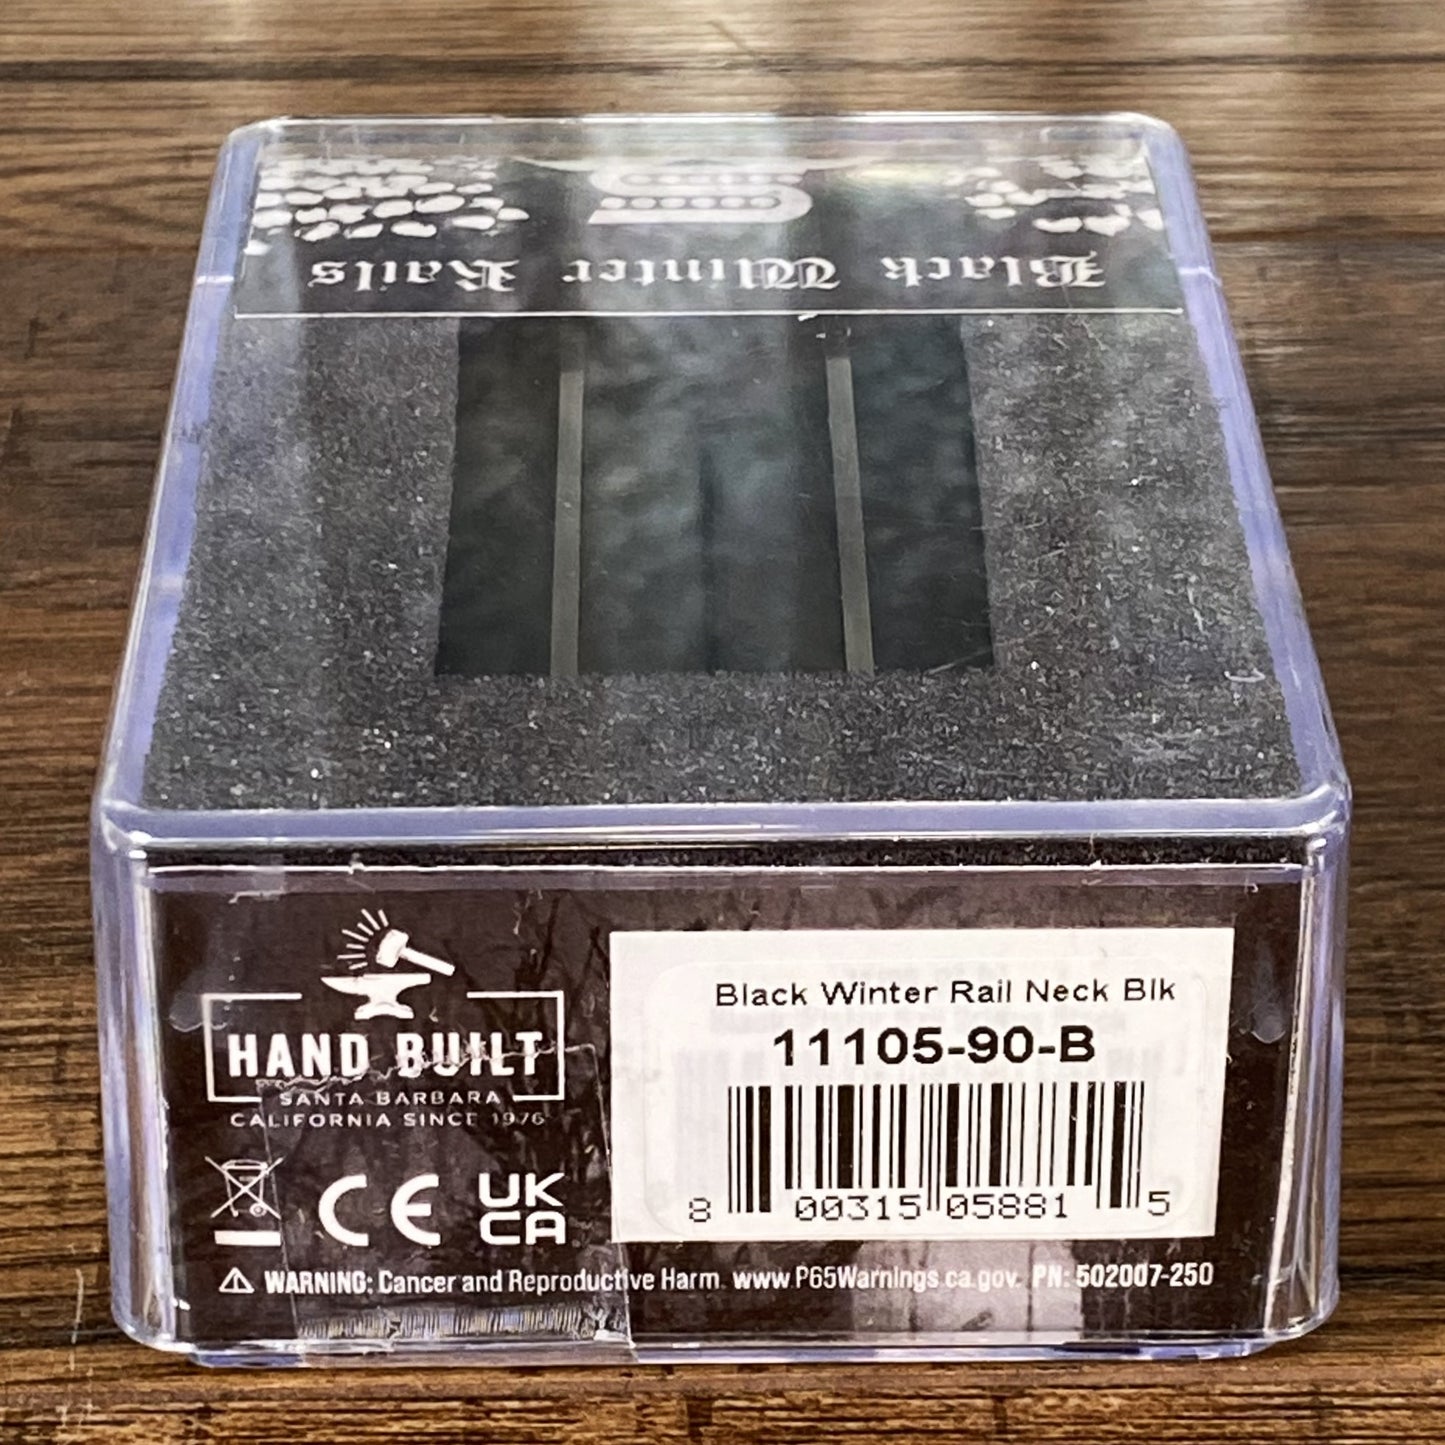 Black Winter Rails
HAND BUILT
SANTA BARBARA
CALIFORNIA SINCE 1976
CE
UK
CA
Black Winter Rail Neck Blk
11105-90-B
8 00315 05881 5
WARNING: Cancer and Reproductive Harm. www.P65Warnings.ca.gov. PN: 502007-250